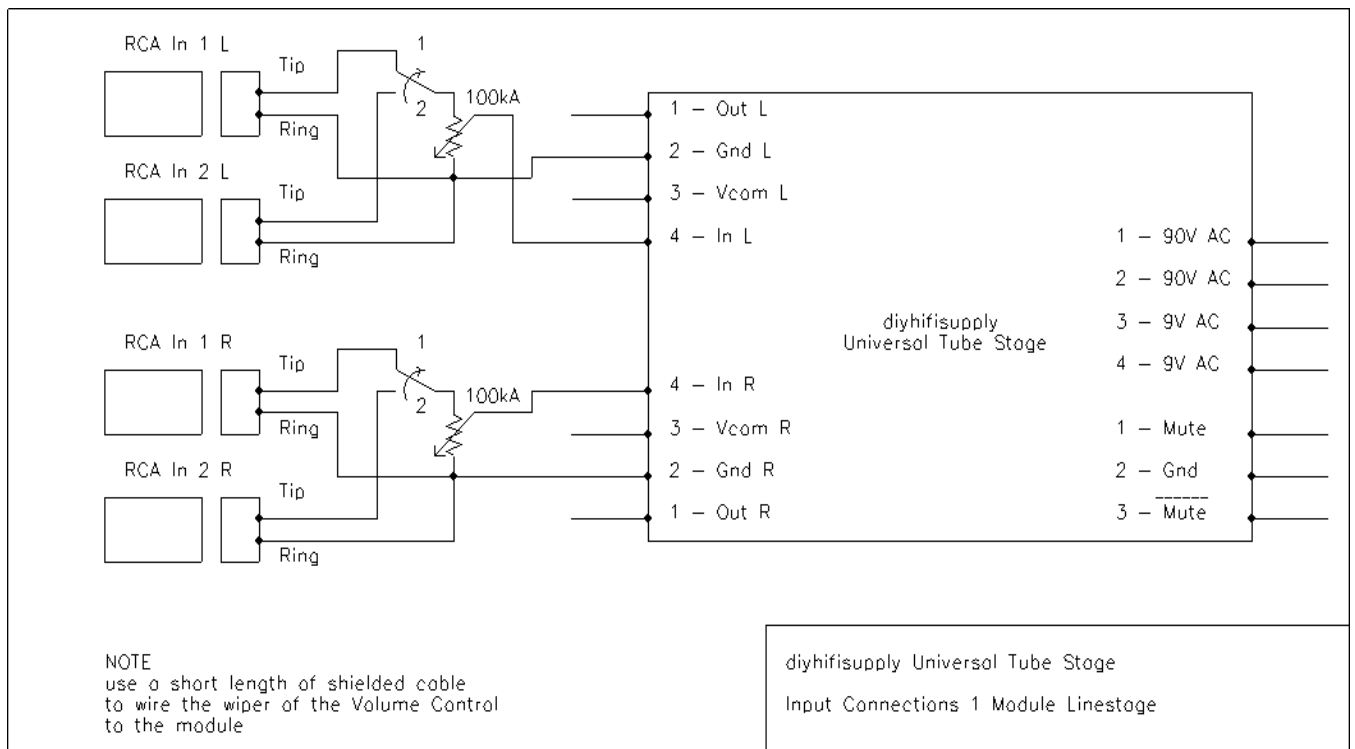 RCA In 1 L
Tip
Ring
1
2
100kA
RCA In 2 L
Tip
Ring
RCA In 1 R
Tip
Ring
1
2
100kA
RCA In 2 R
Tip
Ring
1 – Out L
2 – Gnd L
3 – Vcom L
4 – In L
4 – In R
3 – Vcom R
2 – Gnd R
1 – Out R
diyhifisupply
Universal Tube Stage
1 – 90V AC
2 – 90V AC
3 – 9V AC
4 – 9V AC
1 – Mute
2 – Gnd
3 – Mute
NOTE
use a short length of shielded cable
to wire the wiper of the Volume Control
to the module
diyhifisupply Universal Tube Stage
Input Connections 1 Module Linestage